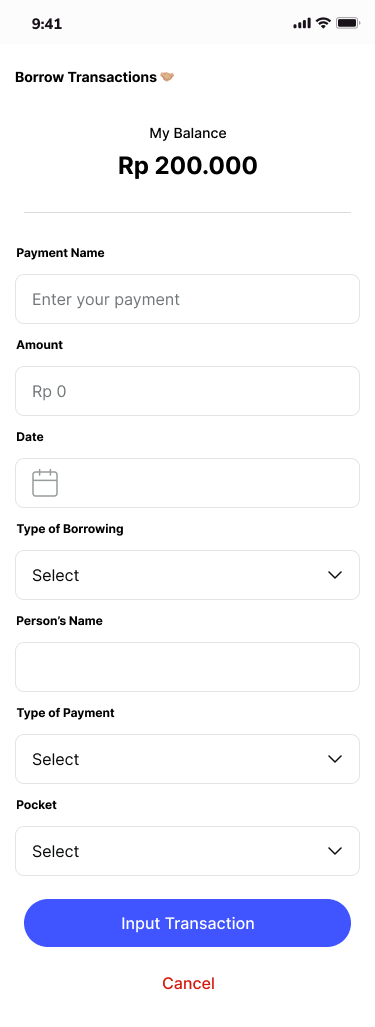 9:41
Borrow Transactions 🤝🏼
My Balance
Rp 200.000
Payment Name
Enter your payment
Amount
Rp 0
Date
Type of Borrowing
Select
Person’s Name
Type of Payment
Select
Pocket
Select
Input Transaction
Cancel